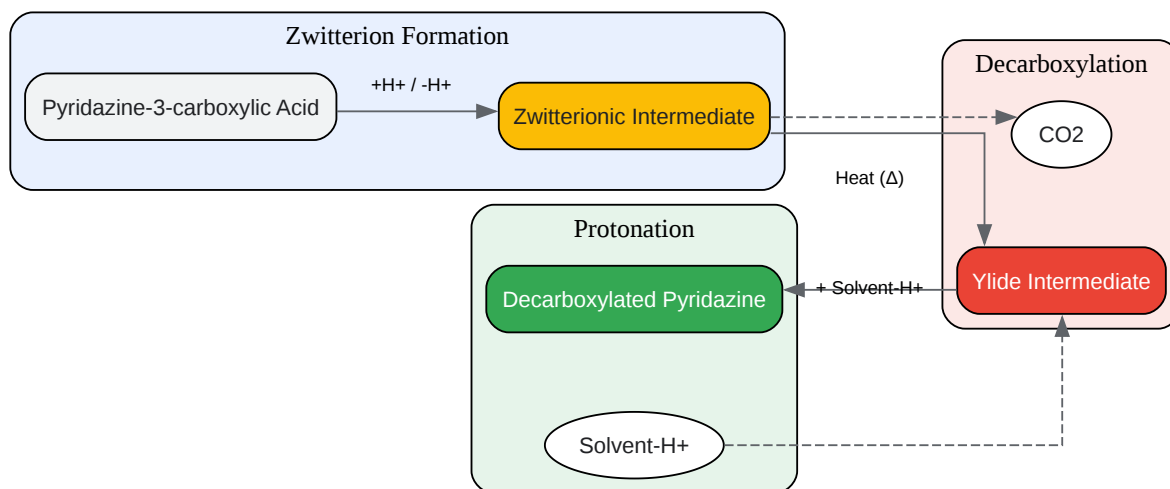 Zwitterion Formation
Pyridazine-3-carboxylic Acid
+H+ / -H+
Zwitterionic Intermediate
Decarboxylation
CO2
Heat (Δ)
Protonation
Decarboxylated Pyridazine
+ Solvent-H+
Ylide Intermediate
Solvent-H+